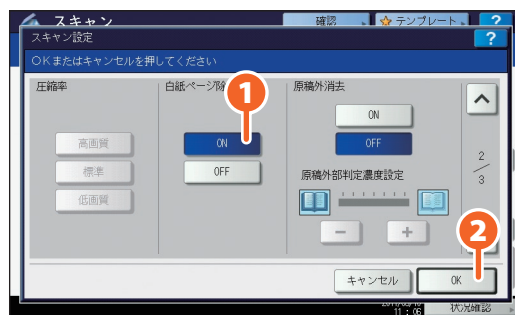 スキャン
確認
テンプレート
?
スキャン設定
?
OKまたはキャンセルを押してください
圧縮率
高画質
標準
低画質
白紙ページ除
1
ON
OFF
原稿外消去
ON
OFF
原稿外部判定濃度設定
−
+
2
3
2
キャンセル
OK
11:06
状況確認